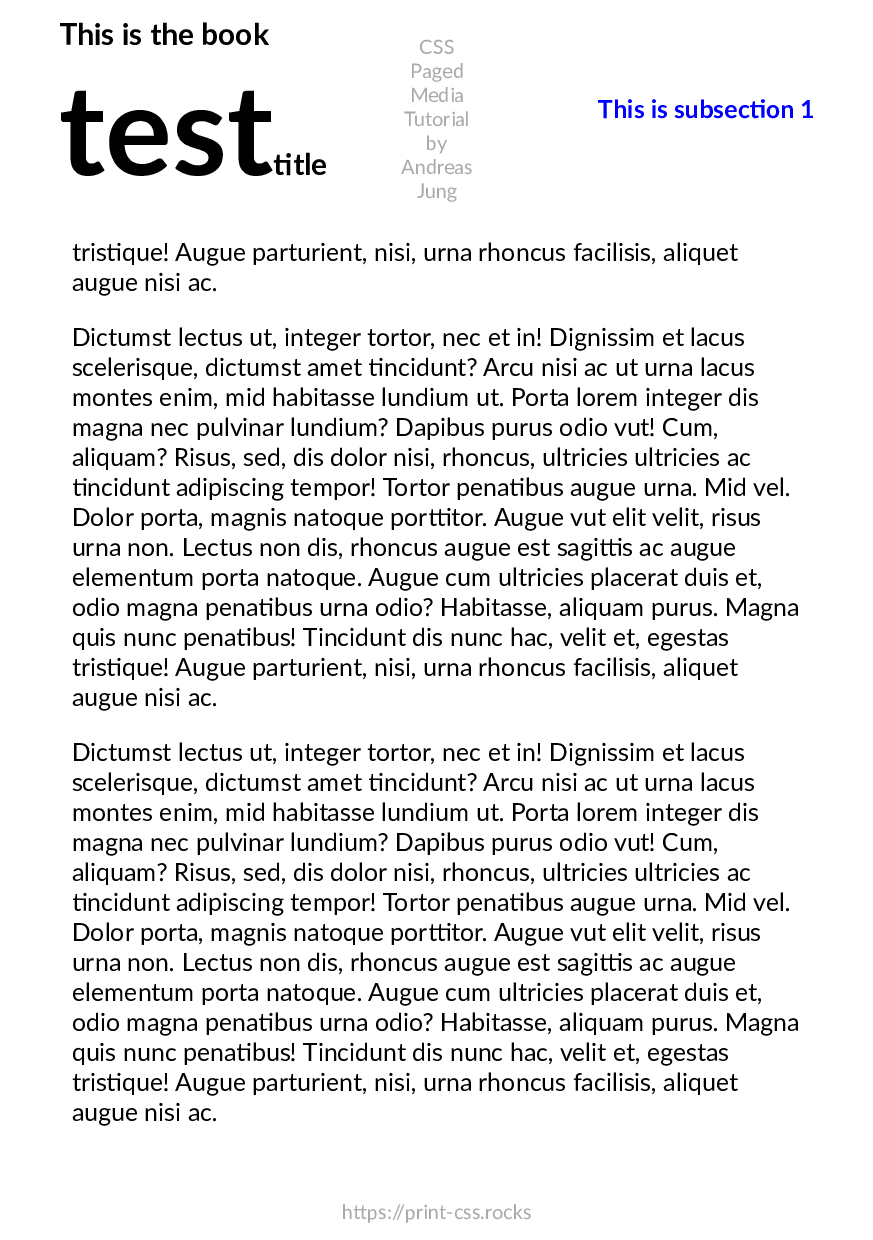 This is the book
testtitle
CSS
Paged
Media
Tutorial
by
Andreas
Jung
This is subsection 1
tristique! Augue parturient, nisi, urna rhoncus facilisis, aliquet
augue nisi ac.
Dictumst lectus ut, integer tortor, nec et in! Dignissim et lacus
scelerisque, dictumst amet tincidunt? Arcu nisi ac ut urna lacus
montes enim, mid habitasse lundium ut. Porta lorem integer dis
magna nec pulvinar lundium? Dapibus purus odio vut! Cum,
aliquam? Risus, sed, dis dolor nisi, rhoncus, ultricies ultricies ac
tincidunt adipiscing tempor! Tortor penatibus augue urna. Mid vel.
Dolor porta, magnis natoque porttitor. Augue vut elit velit, risus
urna non. Lectus non dis, rhoncus augue est sagittis ac augue
elementum porta natoque. Augue cum ultricies placerat duis et,
odio magna penatibus urna odio? Habitasse, aliquam purus. Magna
quis nunc penatibus! Tincidunt dis nunc hac, velit et, egestas
tristique! Augue parturient, nisi, urna rhoncus facilisis, aliquet
augue nisi ac.
Dictumst lectus ut, integer tortor, nec et in! Dignissim et lacus
scelerisque, dictumst amet tincidunt? Arcu nisi ac ut urna lacus
montes enim, mid habitasse lundium ut. Porta lorem integer dis
magna nec pulvinar lundium? Dapibus purus odio vut! Cum,
aliquam? Risus, sed, dis dolor nisi, rhoncus, ultricies ultricies ac
tincidunt adipiscing tempor! Tortor penatibus augue urna. Mid vel.
Dolor porta, magnis natoque porttitor. Augue vut elit velit, risus
urna non. Lectus non dis, rhoncus augue est sagittis ac augue
elementum porta natoque. Augue cum ultricies placerat duis et,
odio magna penatibus urna odio? Habitasse, aliquam purus. Magna
quis nunc penatibus! Tincidunt dis nunc hac, velit et, egestas
tristique! Augue parturient, nisi, urna rhoncus facilisis, aliquet
augue nisi ac.
https://print-css.rocks